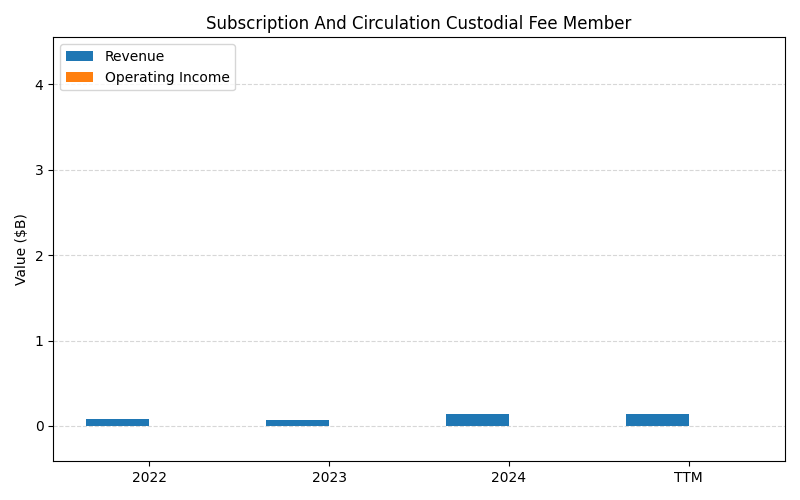 Subscription And Circulation Custodial Fee Member
Revenue
Operating Income
Value ($B)
4
3
2
1
0
2022
2023
2024
TTM